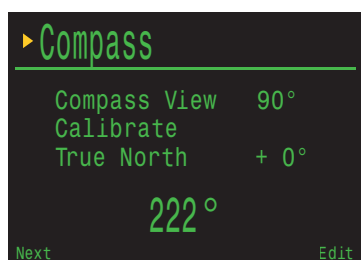 Compass
Compass View 90°
Calibrate
True North + 0°
222°
Next Edit